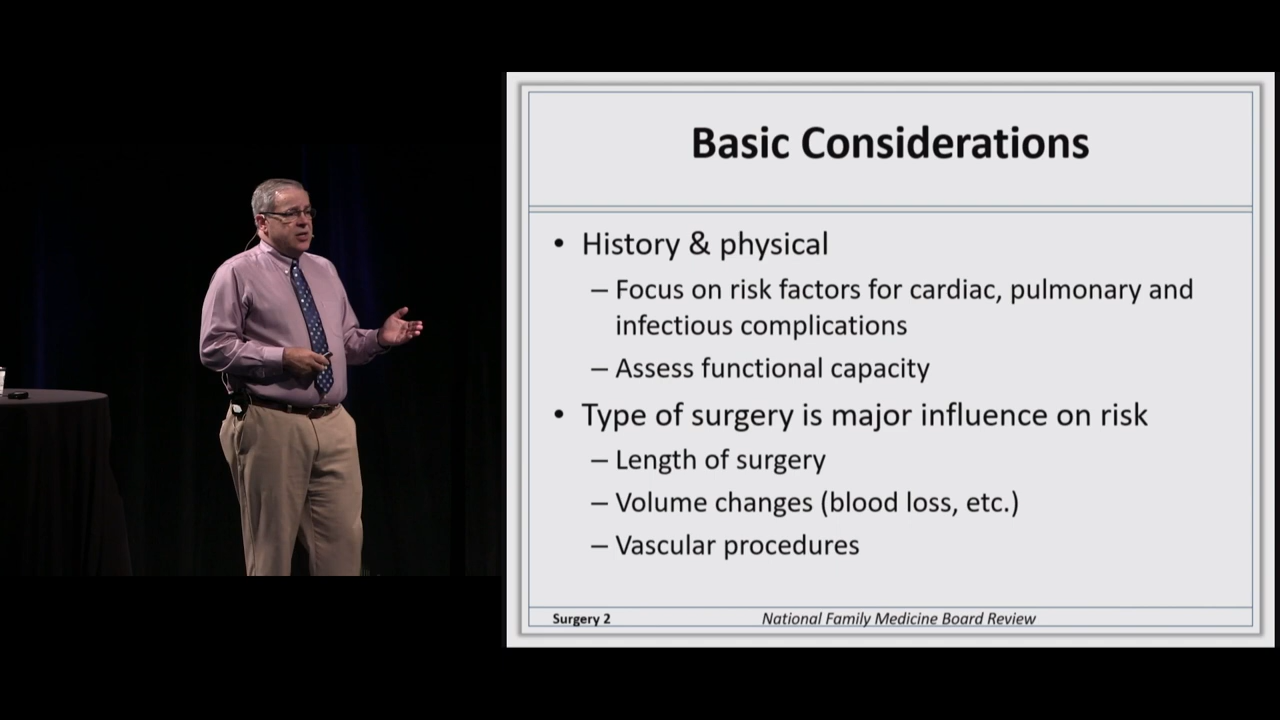 Basic Considerations
• History & physical
– Focus on risk factors for cardiac, pulmonary and
infectious complications
– Assess functional capacity
• Type of surgery is major influence on risk
– Length of surgery
– Volume changes (blood loss, etc.)
– Vascular procedures
Surgery 2 National Family Medicine Board Review